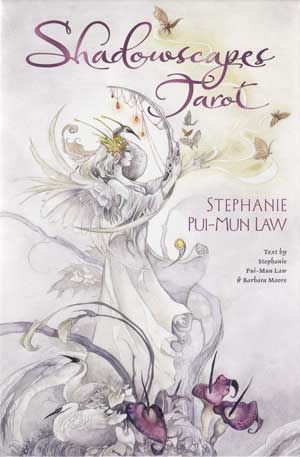 Shadowscapes
Tarot
STEPHANIE
PUI-MUN LAW
Text by
Stephanie
Pui-Mun Law
& Barbara Moore